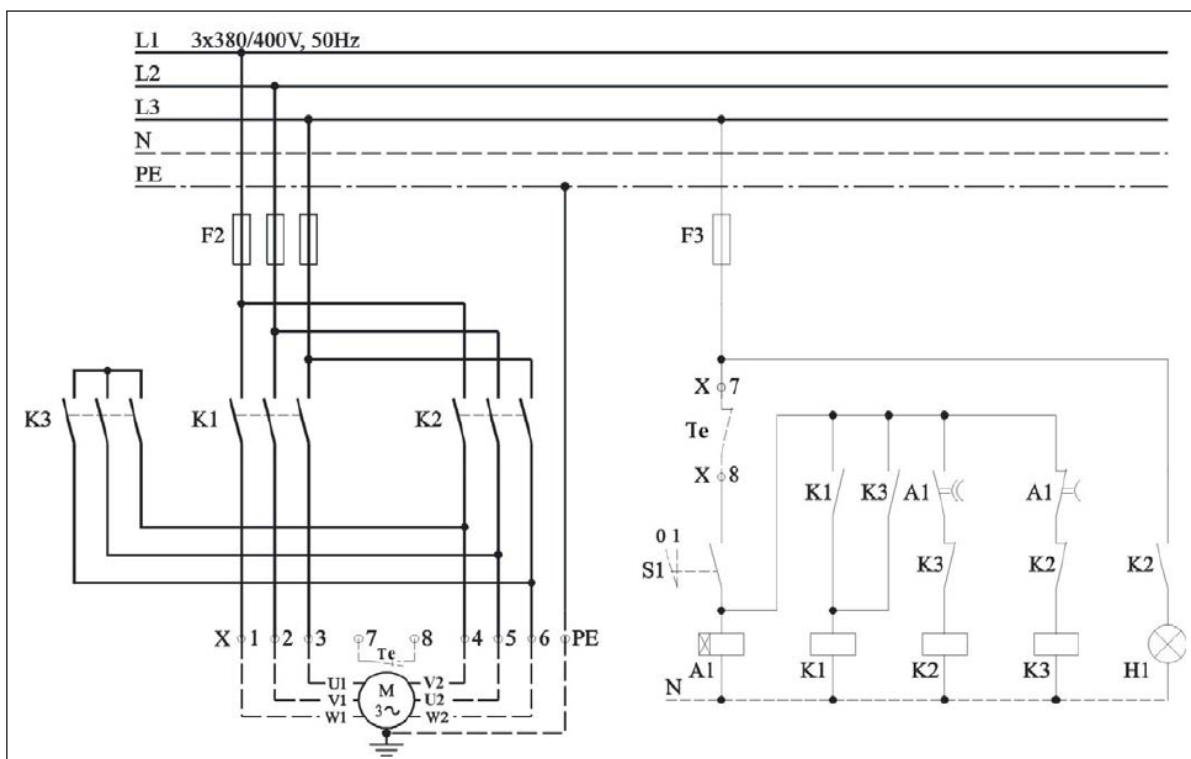 L1 3x380/400V, 50Hz
L2
L3
N
PE
F2 F3
X 7
K3 K1 K2 Te
X 8 K1 K3 A1 A1
0 1
S1 K3 K2 K2
X 1 2 3 7 8 4 5 6 PE
Te
A1 K1 K2 K3 H1
U1 M V2 N
V1 3~ U2
W1 W2